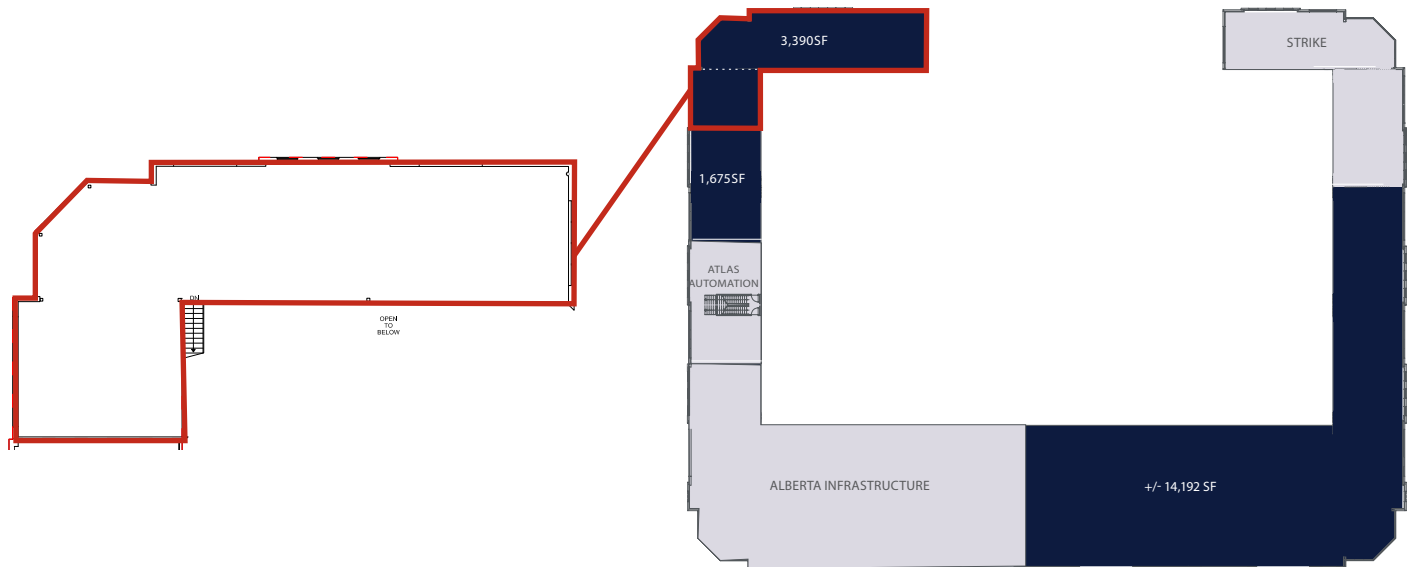 3,390SF
STRIKE
1,675SF
ATLAS
AUTOMATION
DN
OPEN
TO
BELOW
ALBERTA INFRASTRUCTURE
+/- 14,192 SF